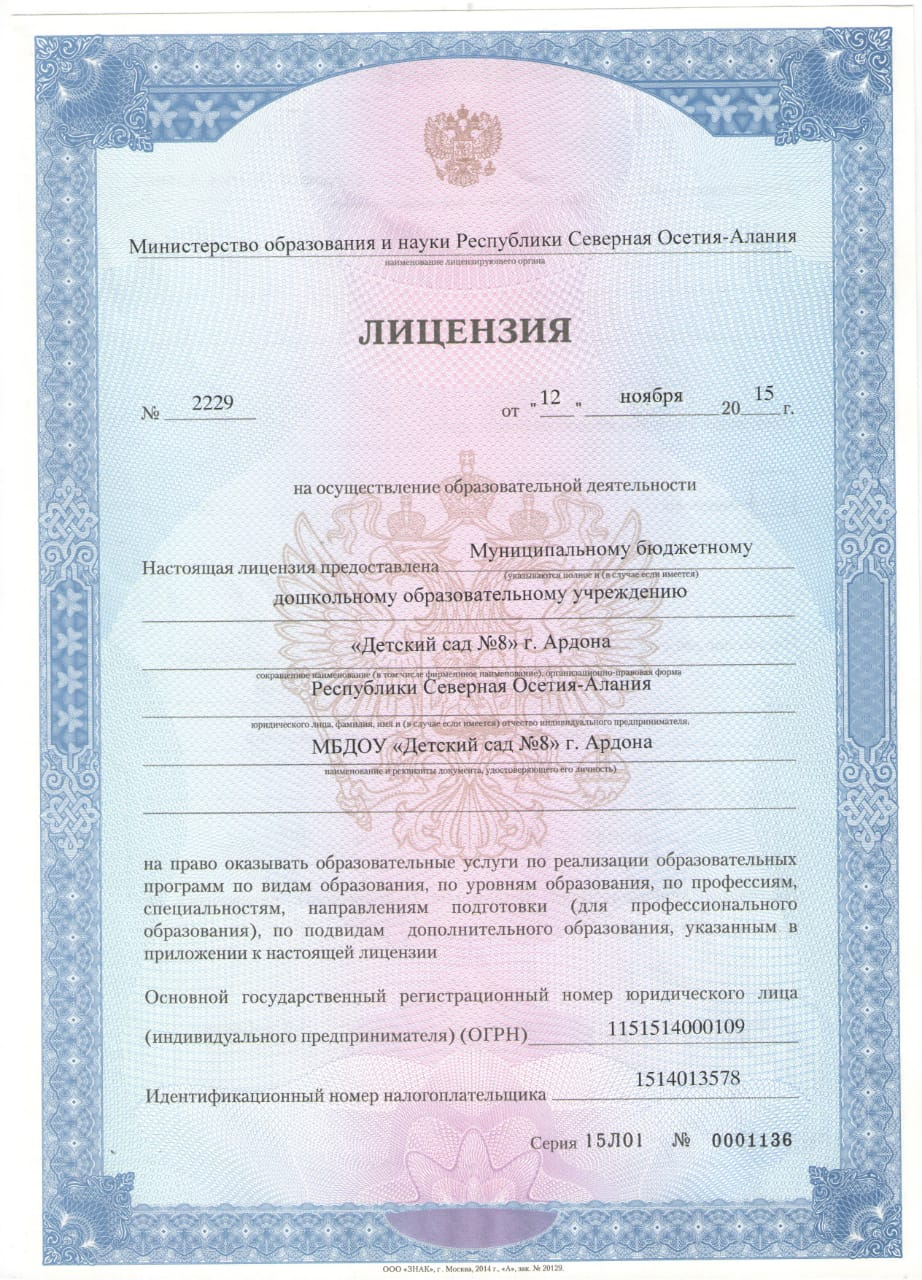 Министерство образования и науки Республики Северная Осетия-Алания
наименование лицензирующего органа
ЛИЦЕНЗИЯ
№ 2229 от "12" ноября 2015 г.
на осуществление образовательной деятельности
Настоящая лицензия предоставлена Муниципальному бюджетному
(указываются полное и (в случае если имеется)
дошкольному образовательному учреждению
«Детский сад №8» г. Ардона
сокращенное наименование (в том числе фирменное наименование), организационно-правовая форма
Республики Северная Осетия-Алания
юридического лица, фамилия, имя и (в случае если имеется) отчество индивидуального предпринимателя,
МБДОУ «Детский сад №8» г. Ардона
наименование и реквизиты документа, удостоверяющего его личность)
на право оказывать образовательные услуги по реализации образовательных
программ по видам образования, по уровням образования, по профессиям,
специальностям, направлениям подготовки (для профессионального
образования), по подвидам дополнительного образования, указанным в
приложении к настоящей лицензии
Основной государственный регистрационный номер юридического лица
(индивидуального предпринимателя) (ОГРН) 1151514000109
Идентификационный номер налогоплательщика 1514013578
Серия 15Л01 № 0001136
ООО «ЗНАК», г. Москва, 2014 г., «А», зак. № 20129.